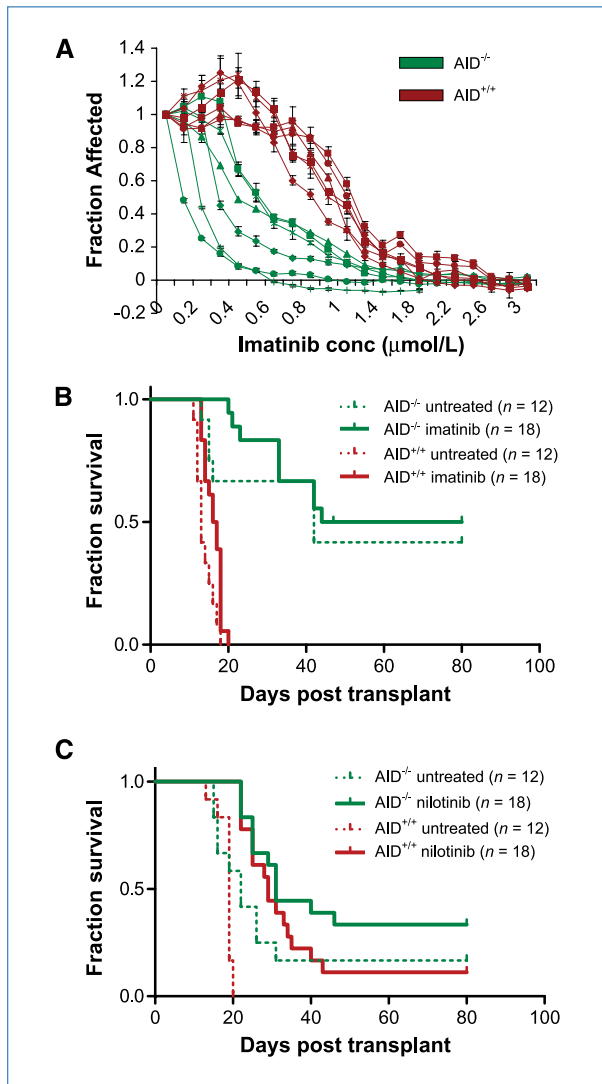 A
AID-/-
AID+/+
Fraction Affected
1.4
1.2
1
0.8
0.6
0.4
0.2
0
−0.2
0 0.2 0.4 0.6 0.8 1 1.4 1.8 2.2 2.6 3
Imatinib conc (μmol/L)
B
AID-/- untreated (n = 12)
AID-/- imatinib (n = 18)
AID+/+ untreated (n = 12)
AID+/+ imatinib (n = 18)
Fraction survival
1.0
0.5
0.0
0 20 40 60 80 100
Days post transplant
C
AID-/- untreated (n = 12)
AID-/- nilotinib (n = 18)
AID+/+ untreated (n = 12)
AID+/+ nilotinib (n = 18)
Fraction survival
1.0
0.5
0.0
0 20 40 60 80 100
Days post transplant